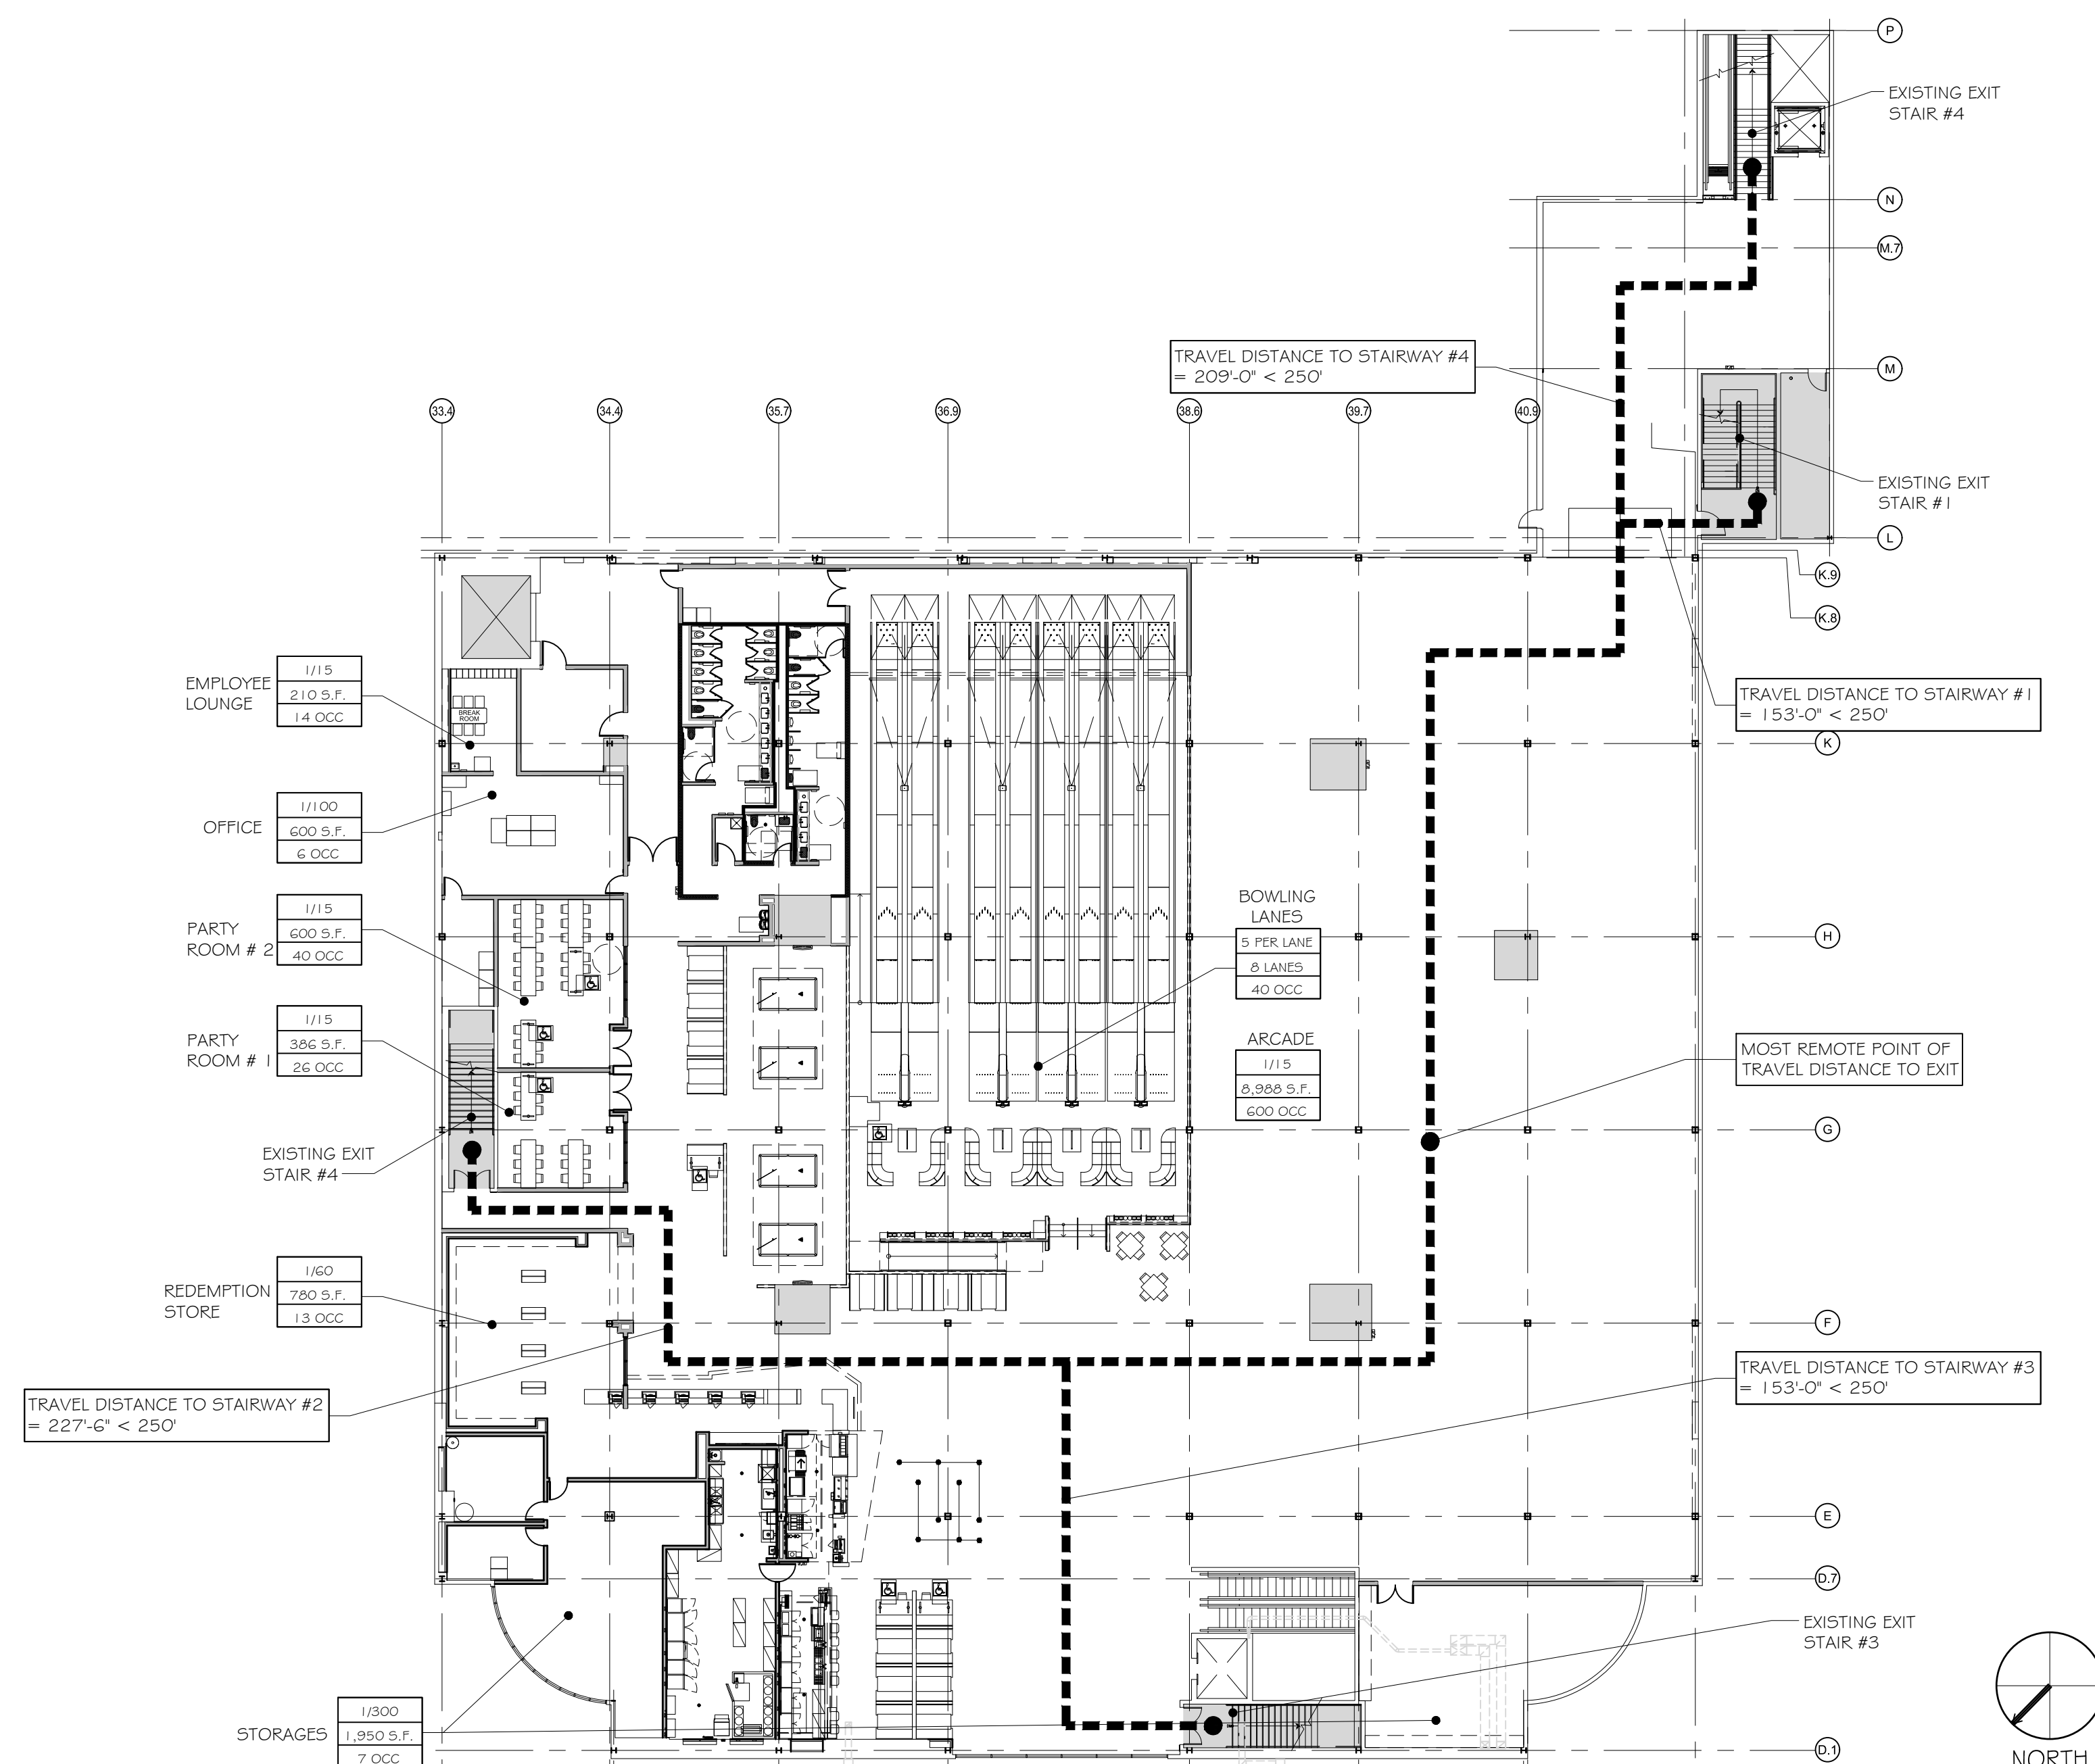 P
EXISTING EXIT
STAIR #4
N
M.7
TRAVEL DISTANCE TO STAIRWAY #4
= 209'-0" < 250'
M
33.4
34.4
35.7
36.9
38.6
39.7
40.9
EXISTING EXIT
STAIR #1
L
K.9
K.8
EMPLOYEE
LOUNGE
1/15
210 S.F.
14 OCC
BREAK
ROOM
TRAVEL DISTANCE TO STAIRWAY #1
= 153'-0" < 250'
K
OFFICE
1/100
600 S.F.
6 OCC
PARTY
ROOM # 2
1/15
600 S.F.
40 OCC
BOWLING
LANES
5 PER LANE
8 LANES
40 OCC
H
PARTY
ROOM # 1
1/15
386 S.F.
26 OCC
ARCADE
1/15
8,988 S.F.
600 OCC
MOST REMOTE POINT OF
TRAVEL DISTANCE TO EXIT
G
EXISTING EXIT
STAIR #4
REDEMPTION
STORE
1/60
780 S.F.
13 OCC
F
TRAVEL DISTANCE TO STAIRWAY #2
= 227'-6" < 250'
TRAVEL DISTANCE TO STAIRWAY #3
= 153'-0" < 250'
E
D.7
EXISTING EXIT
STAIR #3
STORAGES
1/300
1,950 S.F.
7 OCC
D.1
NORTH